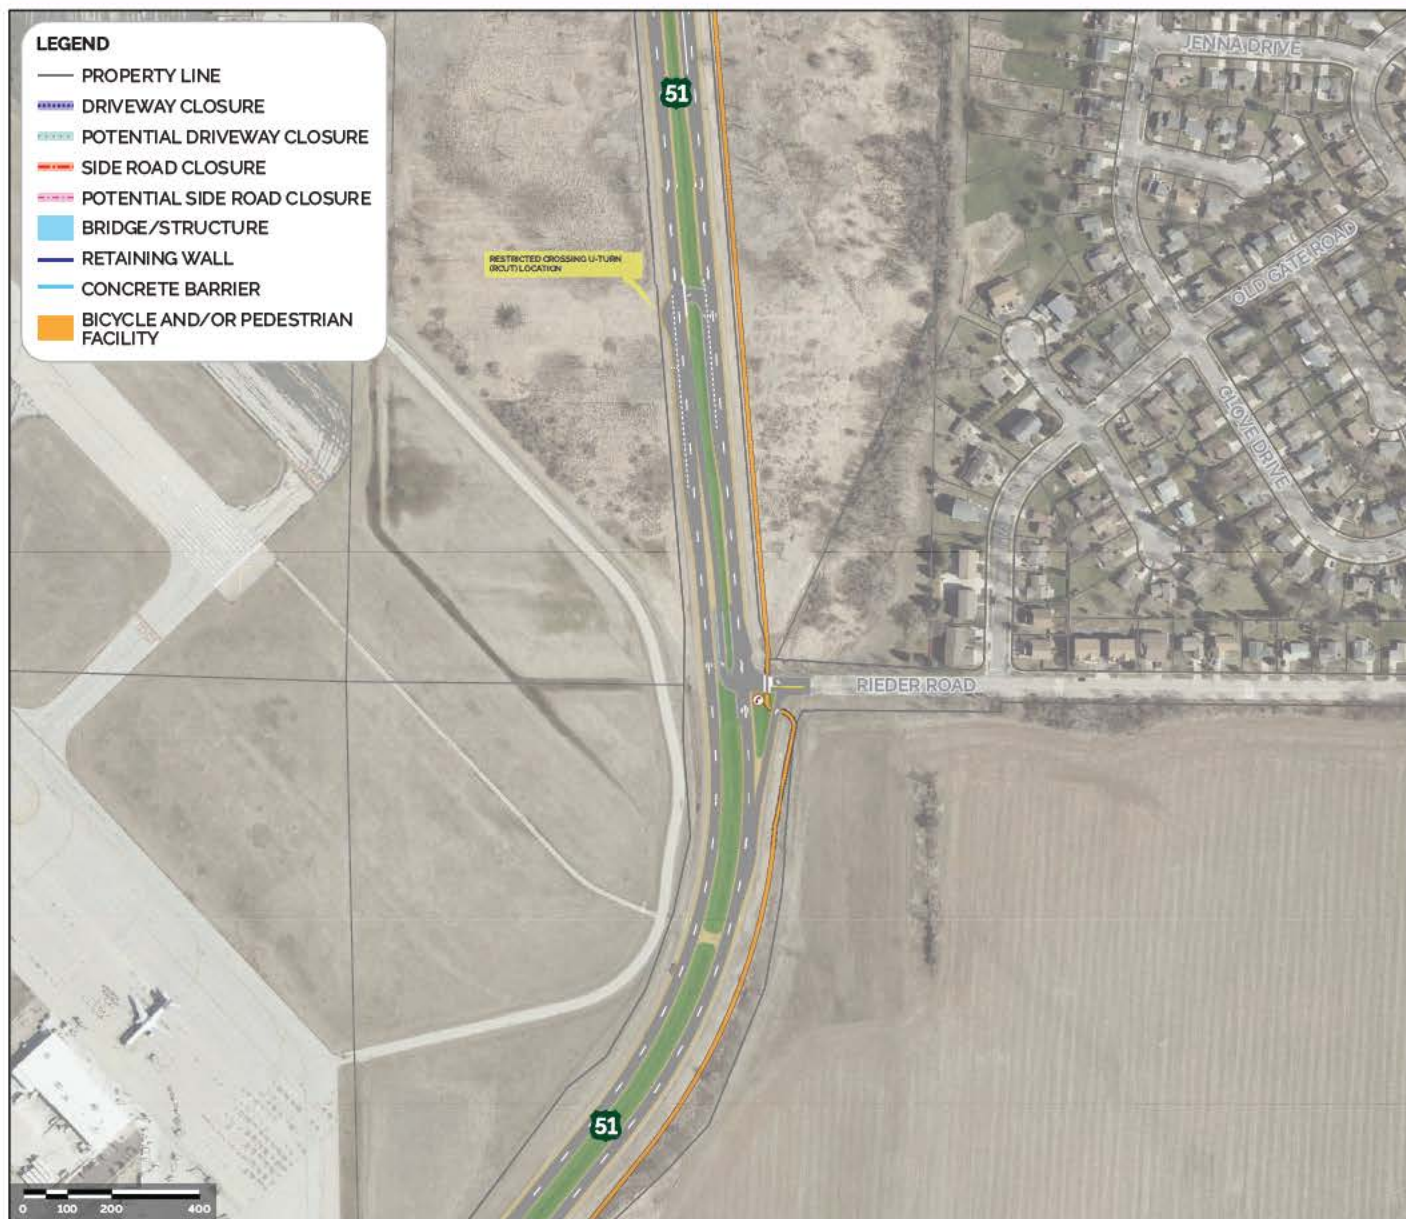 LEGEND
PROPERTY LINE
DRIVEWAY CLOSURE
POTENTIAL DRIVEWAY CLOSURE
SIDE ROAD CLOSURE
POTENTIAL SIDE ROAD CLOSURE
BRIDGE/STRUCTURE
RETAINING WALL
CONCRETE BARRIER
BICYCLE AND/OR PEDESTRIAN
FACILITY
51
JENNA DRIVE
OLD GATE ROAD
CLOVE DRIVE
RESTRICTED CROSSING U-TURN
(RCUT) LOCATION
RIEDER ROAD
51
0 100 200 400